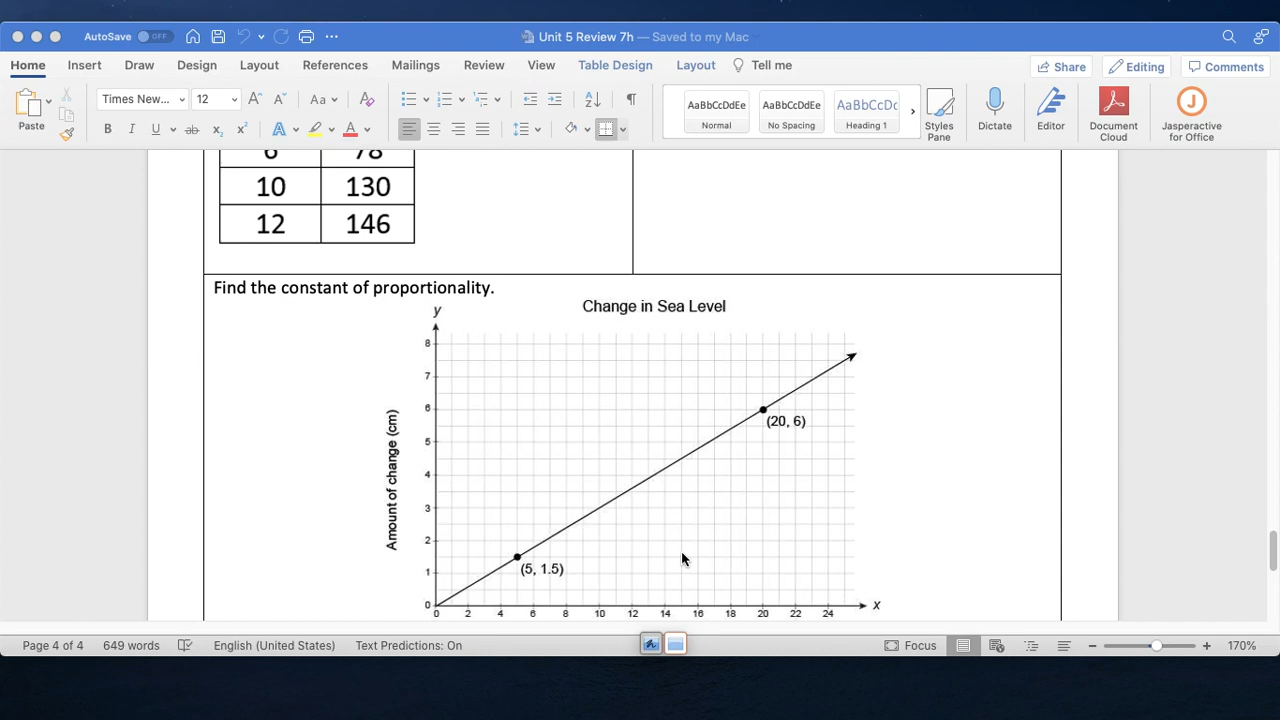 AutoSave OFF
Unit 5 Review 7h — Saved to my Mac
Home Insert Draw Design Layout References Mailings Review View Table Design Layout Tell me
Share Editing Comments
Paste
Times New... 12
AaBbCcDdEe AaBbCcDdEe AaBbCcDc
Normal No Spacing Heading 1
Styles Pane
Dictate
Editor
Document Cloud
Jasperactive for Office
6 78
10 130
12 146
Find the constant of proportionality.
Change in Sea Level
y
8
7
6
5
4
3
2
1
0
Amount of change (cm)
(20, 6)
(5, 1.5)
0 2 4 6 8 10 12 14 16 18 20 22 24
x
Page 4 of 4 649 words English (United States) Text Predictions: On Focus 170%